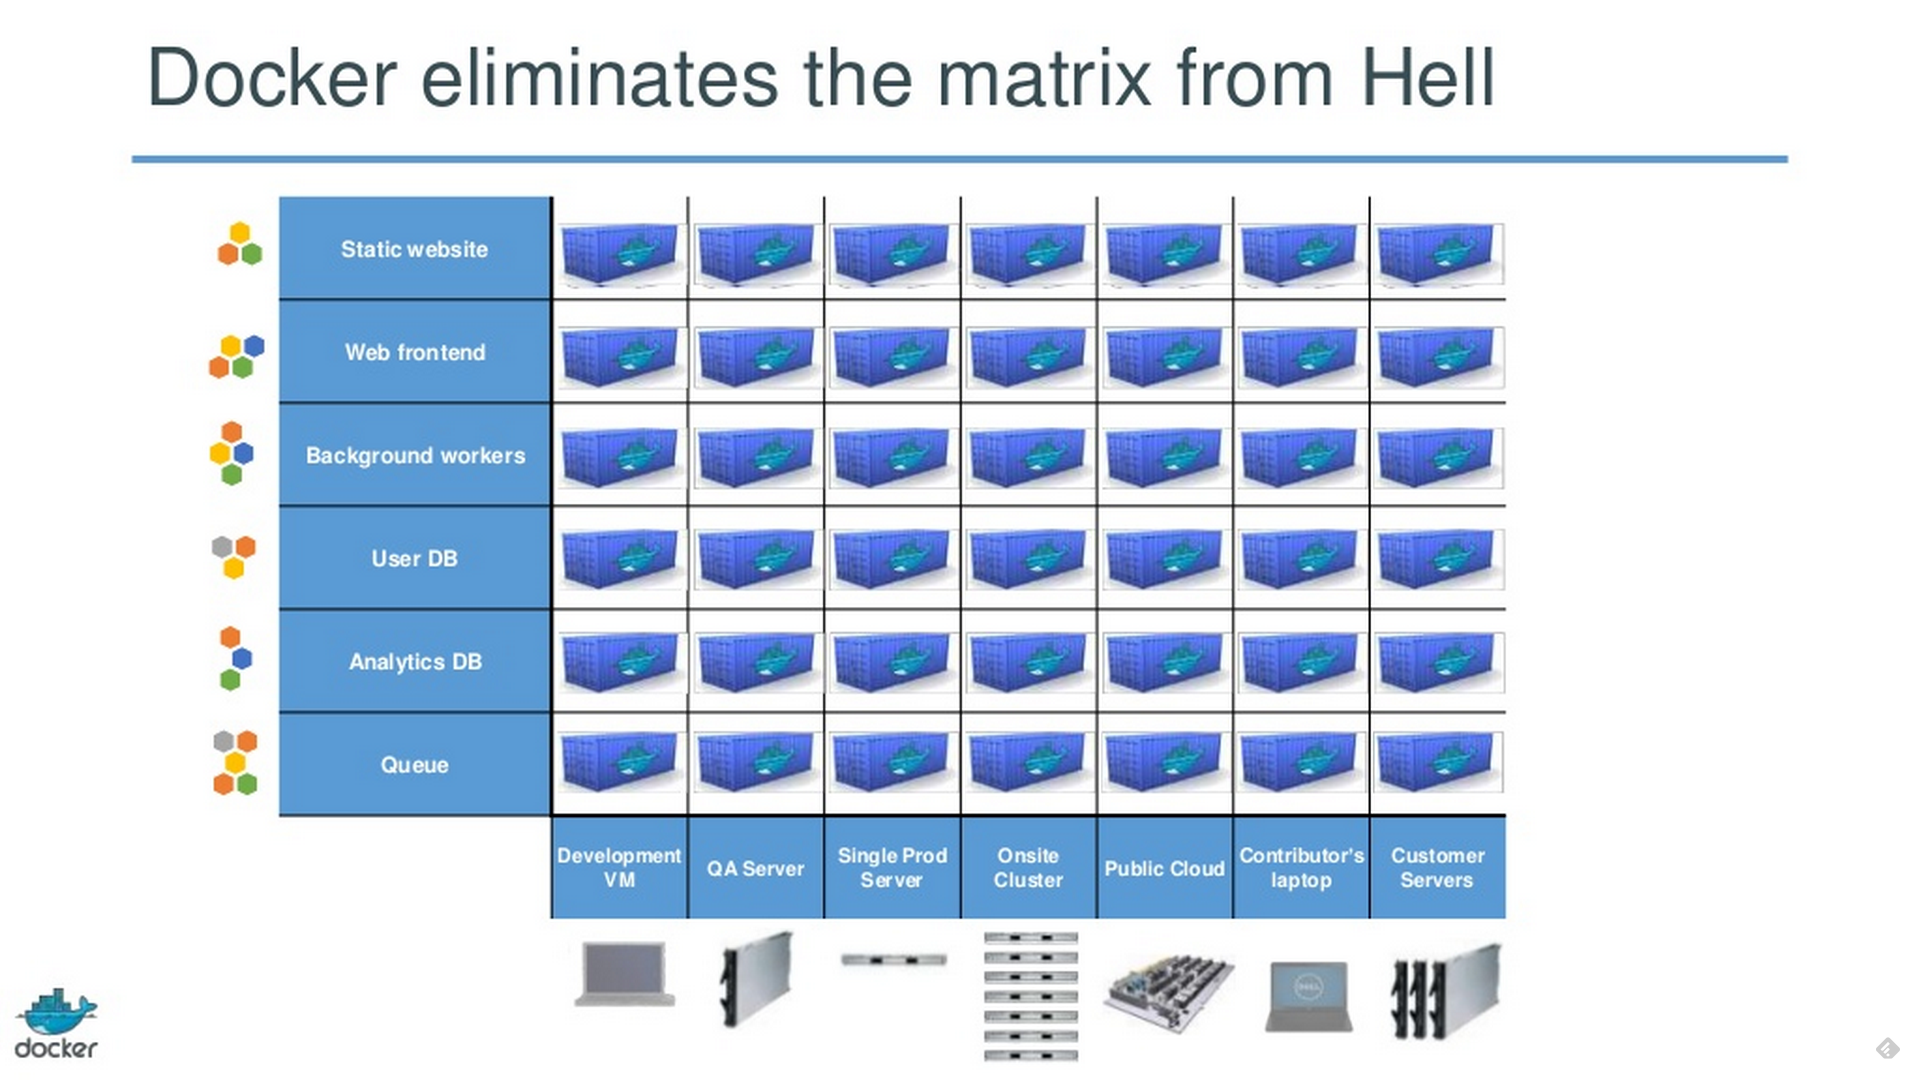 Docker eliminates the matrix from Hell
Static website
Web frontend
Background workers
User DB
Analytics DB
Queue
Development
VM
QA Server
Single Prod
Server
Onsite
Cluster
Public Cloud
Contributor's
laptop
Customer
Servers
DELL
docker